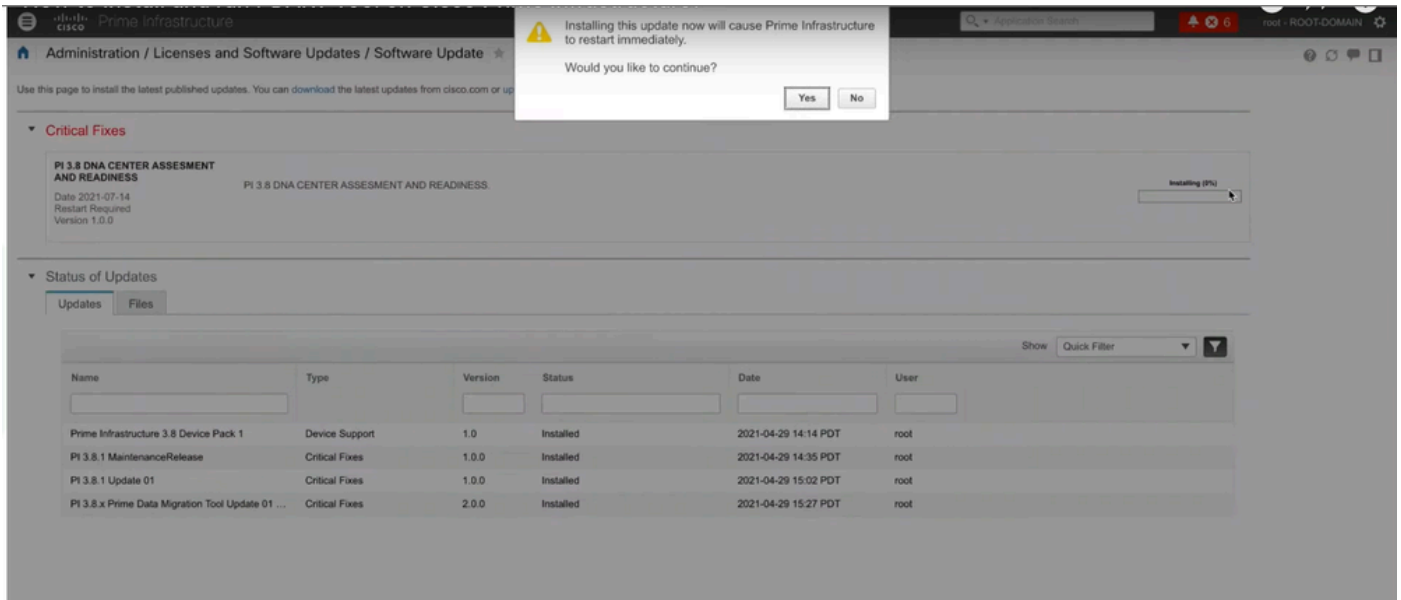 cisco Prime Infrastructure
Application Search
6
root - ROOT-DOMAIN
Administration / Licenses and Software Updates / Software Update
Installing this update now will cause Prime Infrastructure
to restart immediately.
Would you like to continue?
Yes No
Use this page to install the latest published updates. You can download the latest updates from cisco.com or up
Critical Fixes
PI 3.8 DNA CENTER ASSESMENT
AND READINESS
Date 2021-07-14
Restart Required
Version 1.0.0
PI 3.8 DNA CENTER ASSESMENT AND READINESS.
Installing (0%)
Status of Updates
Updates Files
Show Quick Filter
Name Type Version Status Date User
Prime Infrastructure 3.8 Device Pack 1 Device Support 1.0 Installed 2021-04-29 14:14 PDT root
PI 3.8.1 MaintenanceRelease Critical Fixes 1.0.0 Installed 2021-04-29 14:35 PDT root
PI 3.8.1 Update 01 Critical Fixes 1.0.0 Installed 2021-04-29 15:02 PDT root
PI 3.8.x Prime Data Migration Tool Update 01 ... Critical Fixes 2.0.0 Installed 2021-04-29 15:27 PDT root